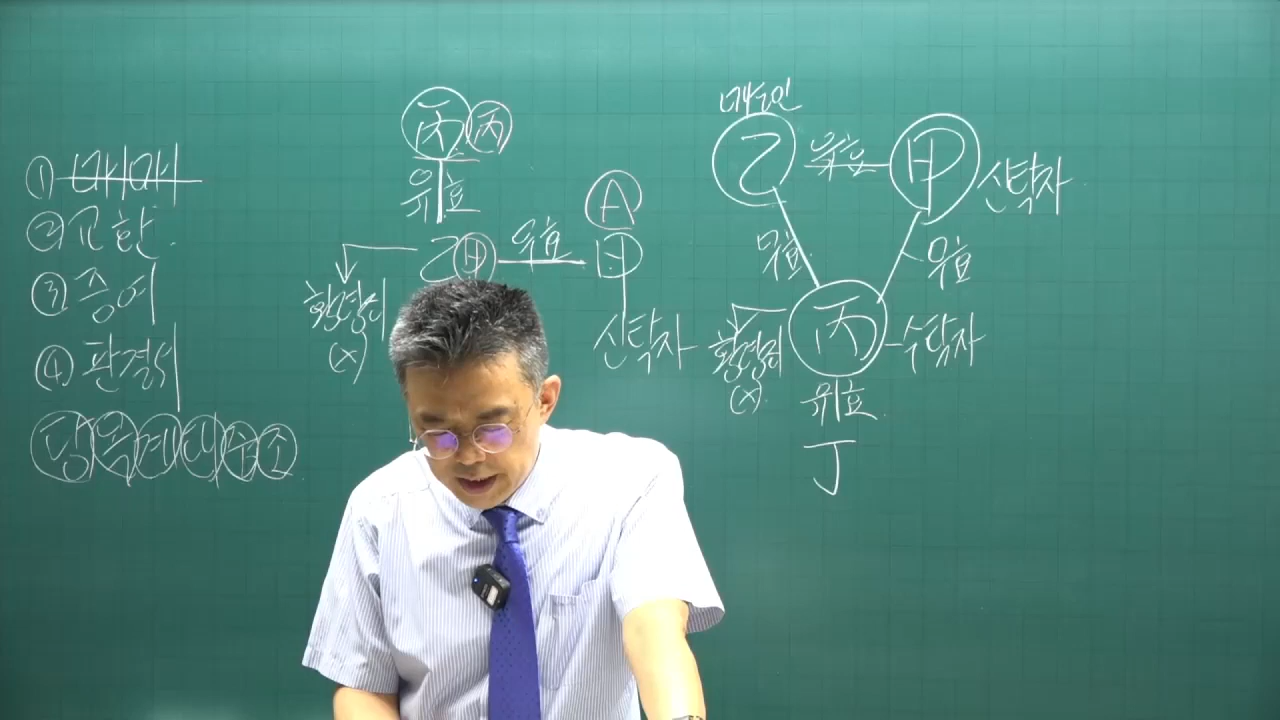 ① 매매
② 교환
③ 증여
④ 판결서
丙 丙
유효
乙 甲 유효 甲
A
횡령죄
(X)
신탁자
매도인
乙 유효 甲 신탁자
무효 무효
丙 수탁자
횡령죄
(X)
유효
丁